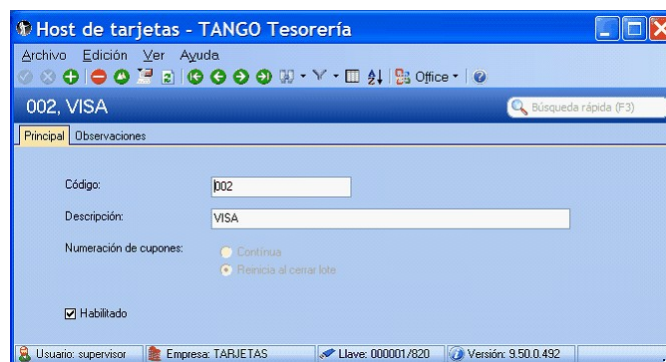 Host de tarjetas - TANGO Tesorería
Archivo Edición Ver Ayuda
Office
002, VISA
Búsqueda rápida (F3)
Principal Observaciones
Código: 002
Descripción: VISA
Numeración de cupones: Contínua
Reinicia al cerrar lote
Habilitado
Usuario: supervisor Empresa: TARJETAS Llave: 000001/820 Versión: 9.50.0.492